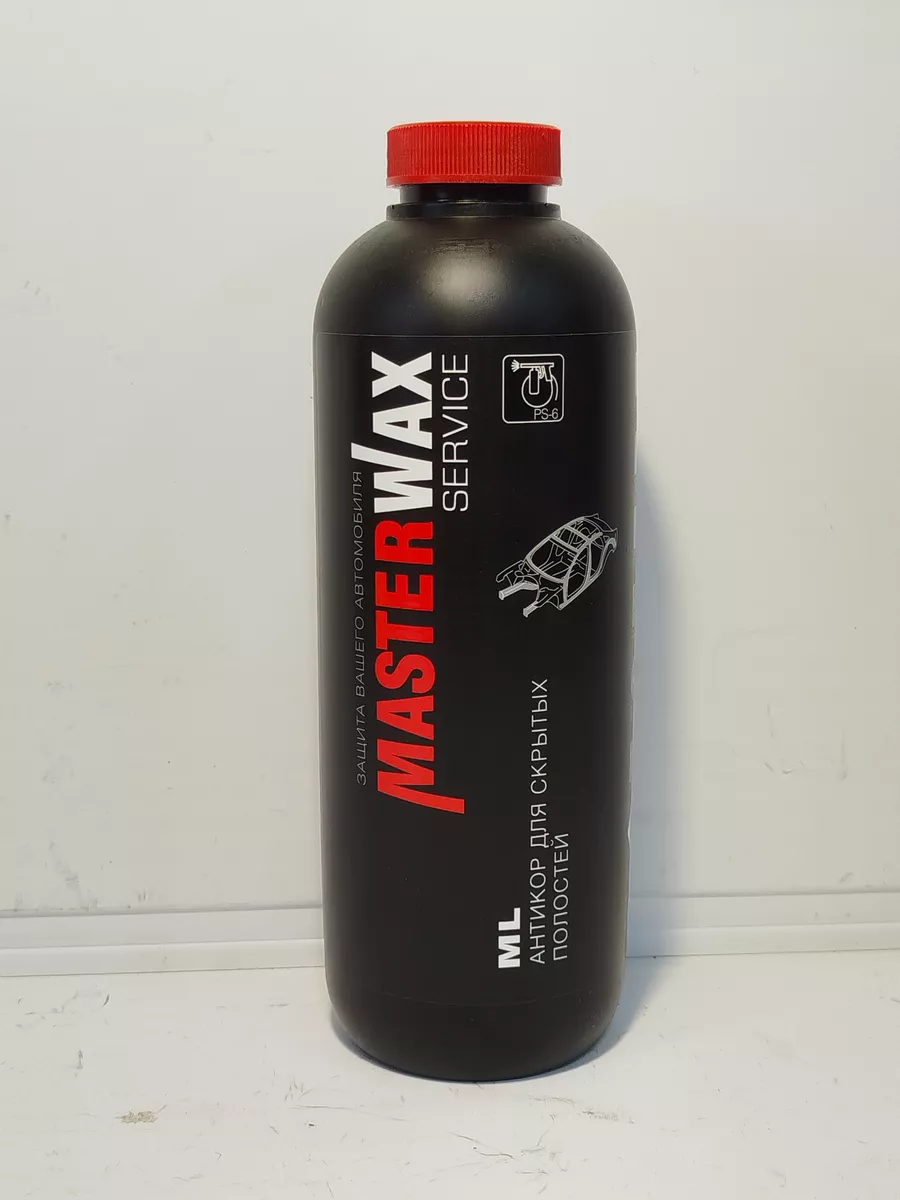 ЗАЩИТА ВАШЕГО АВТОМОБИЛЯ
MASTERWAX
SERVICE
PS-6
ML
АНТИКОР ДЛЯ СКРЫТЫХ
ПОЛОСТЕЙ